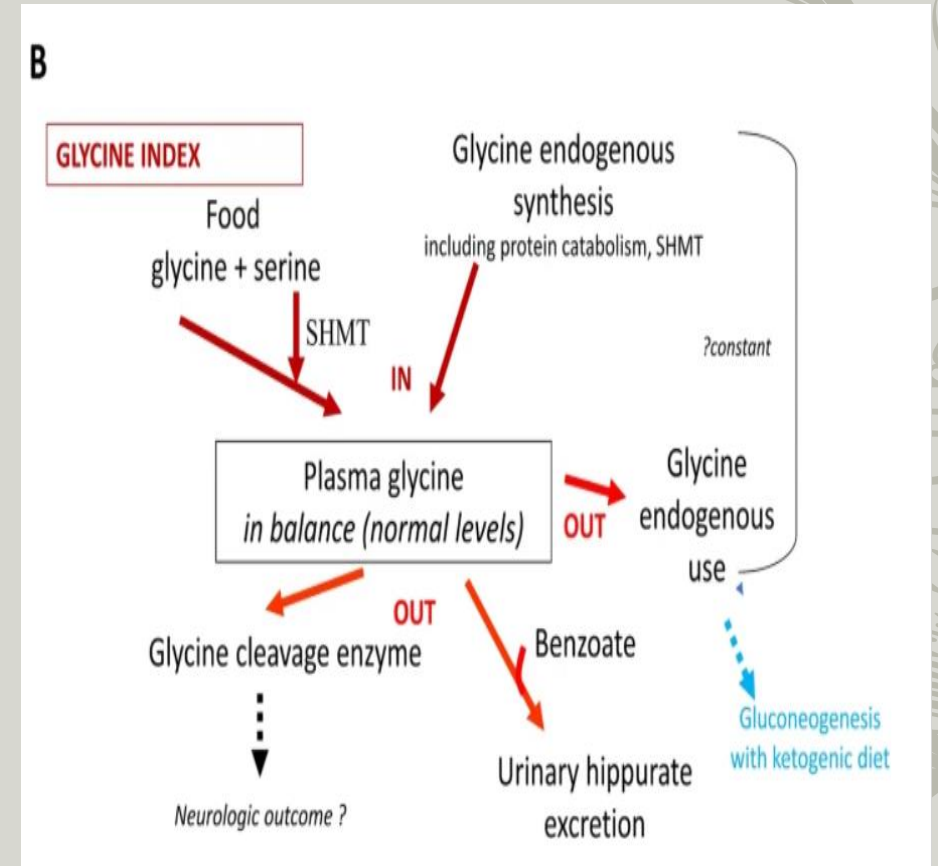 B
GLYCINE INDEX
Food
glycine + serine
SHMT
Glycine endogenous
synthesis
including protein catabolism, SHMT
?constant
IN
Plasma glycine
in balance (normal levels)
OUT
Glycine
endogenous
use
OUT
Glycine cleavage enzyme
Benzoate
Neurologic outcome ?
Urinary hippurate
excretion
Gluconeogenesis
with ketogenic diet